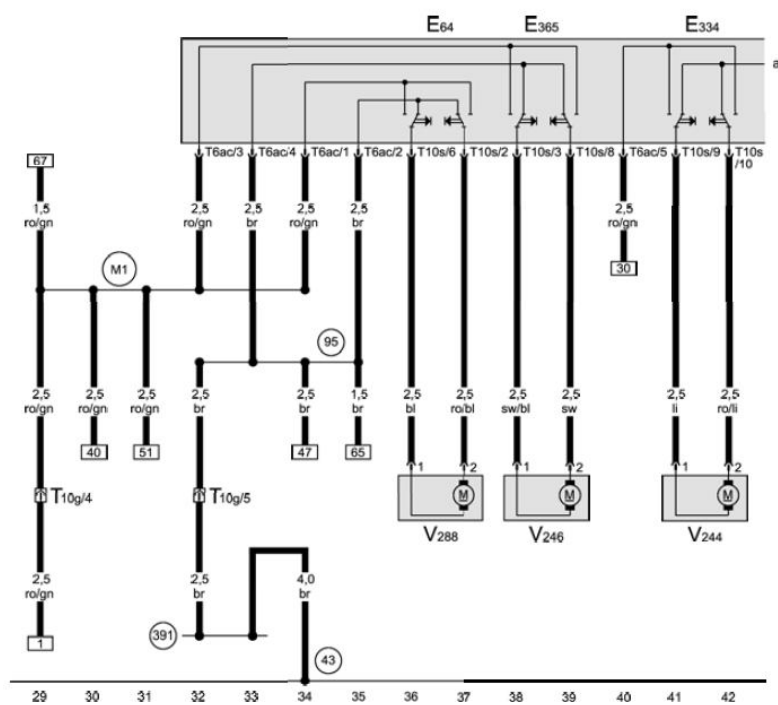 E64 E365 E334
a
T6ac/3 T6ac/4 T6ac/1 T6ac/2 T10s/6 T10s/2 T10s/3 T10s/8 T6ac/5 T10s/9 T10s
/10
67
1,5 2,5 2,5 2,5 2,5 2,5
ro/gn ro/gn br ro/gn br ro/gn
M1
30
95
2,5 2,5 2,5 2,5 2,5 1,5 2,5 2,5 2,5 2,5 2,5 2,5
ro/gn ro/gn ro/gn br br br bl ro/bl sw/bl sw li ro/li
40 51 47 65
1 2 1 2 1 2
T10g/4 T10g/5 M M M
V288 V246 V244
2,5 2,5 4,0
ro/gn br br
1 391
43
29 30 31 32 33 34 35 36 37 38 39 40 41 42